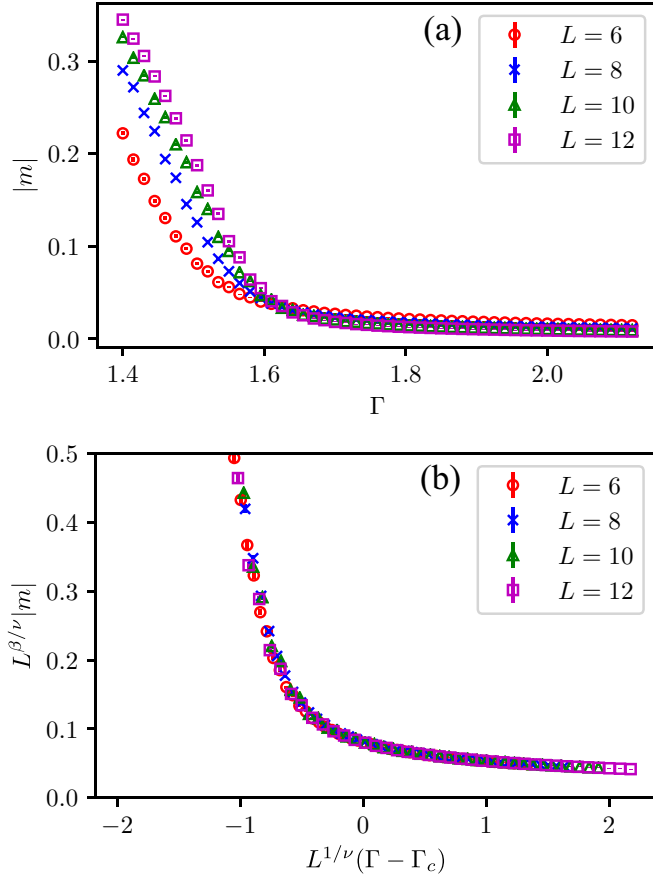 (a)
L = 6
L = 8
L = 10
L = 12
|m|
0.3
0.2
0.1
0.0
1.4 1.6 1.8 2.0
Γ
(b)
L = 6
L = 8
L = 10
L = 12
L^{β/ν}|m|
0.5
0.4
0.3
0.2
0.1
0.0
−2 −1 0 1 2
L^{1/ν}(Γ − Γ_c)